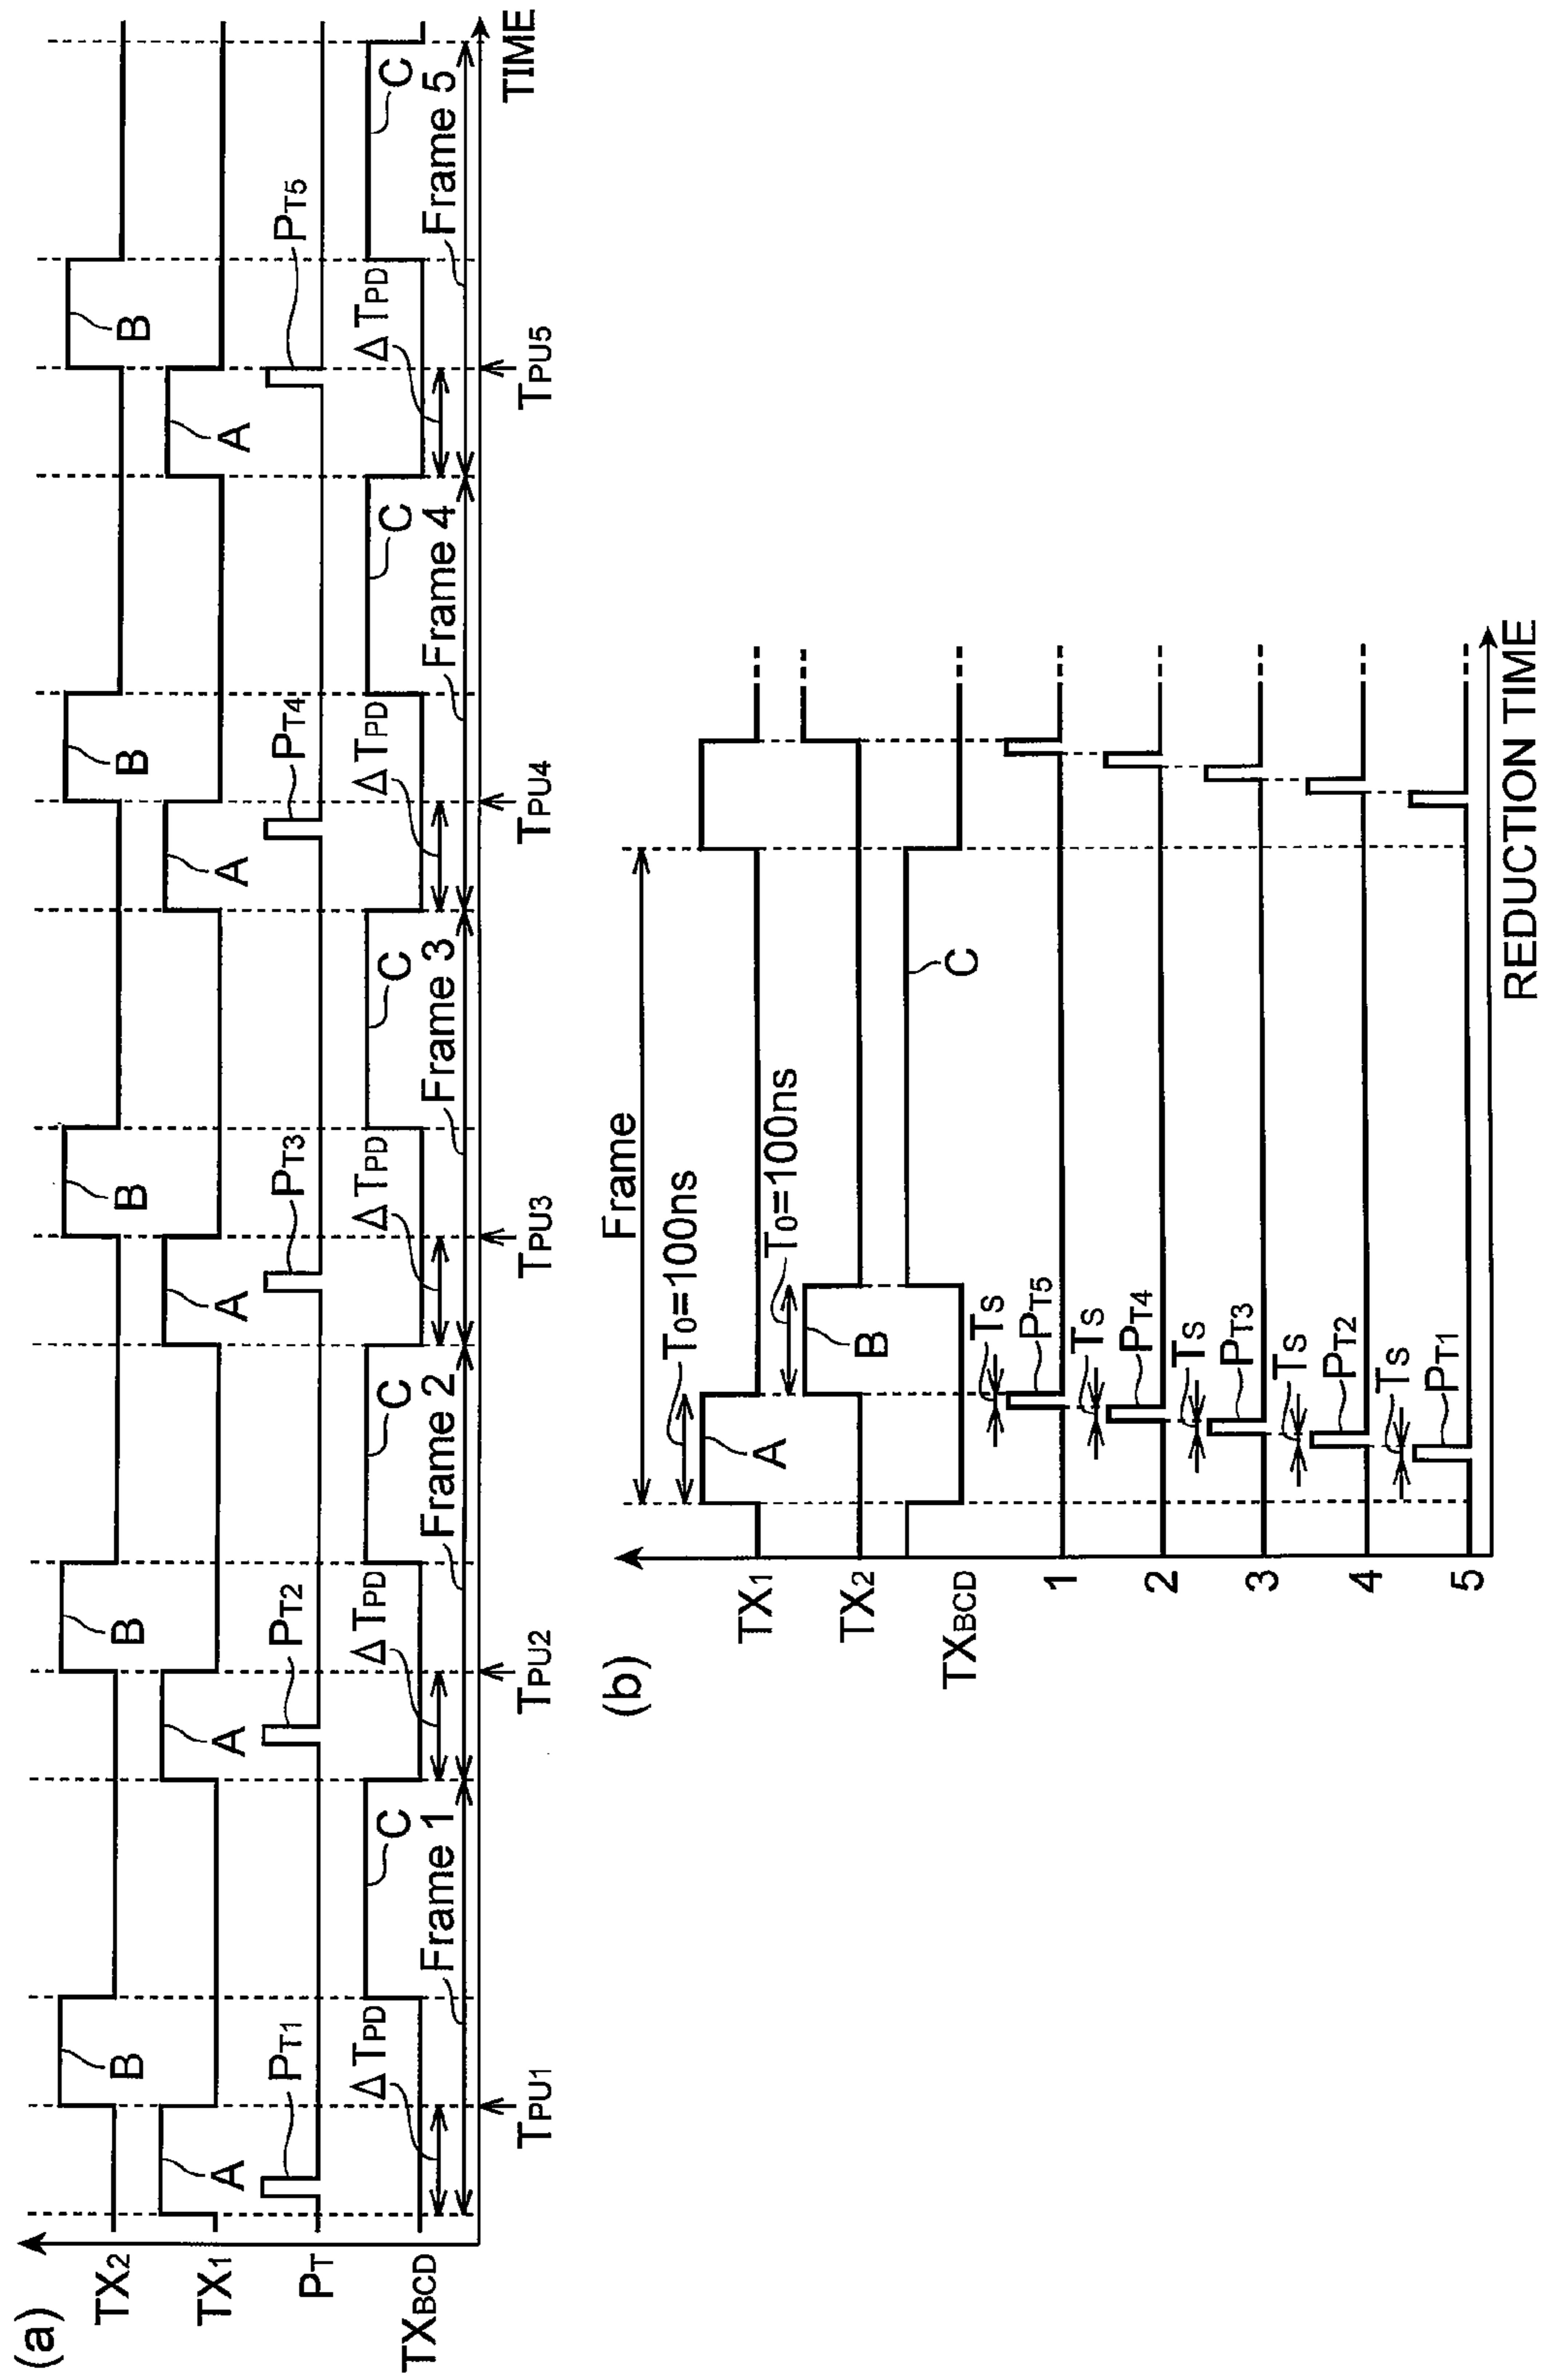 (a)
TX2
B
B
B
B
B
TX1
A
A
A
A
A
PT
PT1
PT2
PT3
PT4
PT5
TXBCD
ΔTPD
C
ΔTPD
C
ΔTPD
C
ΔTPD
C
ΔTPD
C
Frame 1
Frame 2
Frame 3
Frame 4
Frame 5
TPU1
TPU2
TPU3
TPU4
TPU5
TIME
(b)
Frame
T0=100ns
TX1
A
T0=100ns
TX2
B
TXBCD
C
TS
1
PT5
TS
2
PT4
TS
3
PT3
TS
4
PT2
TS
5
PT1
REDUCTION TIME